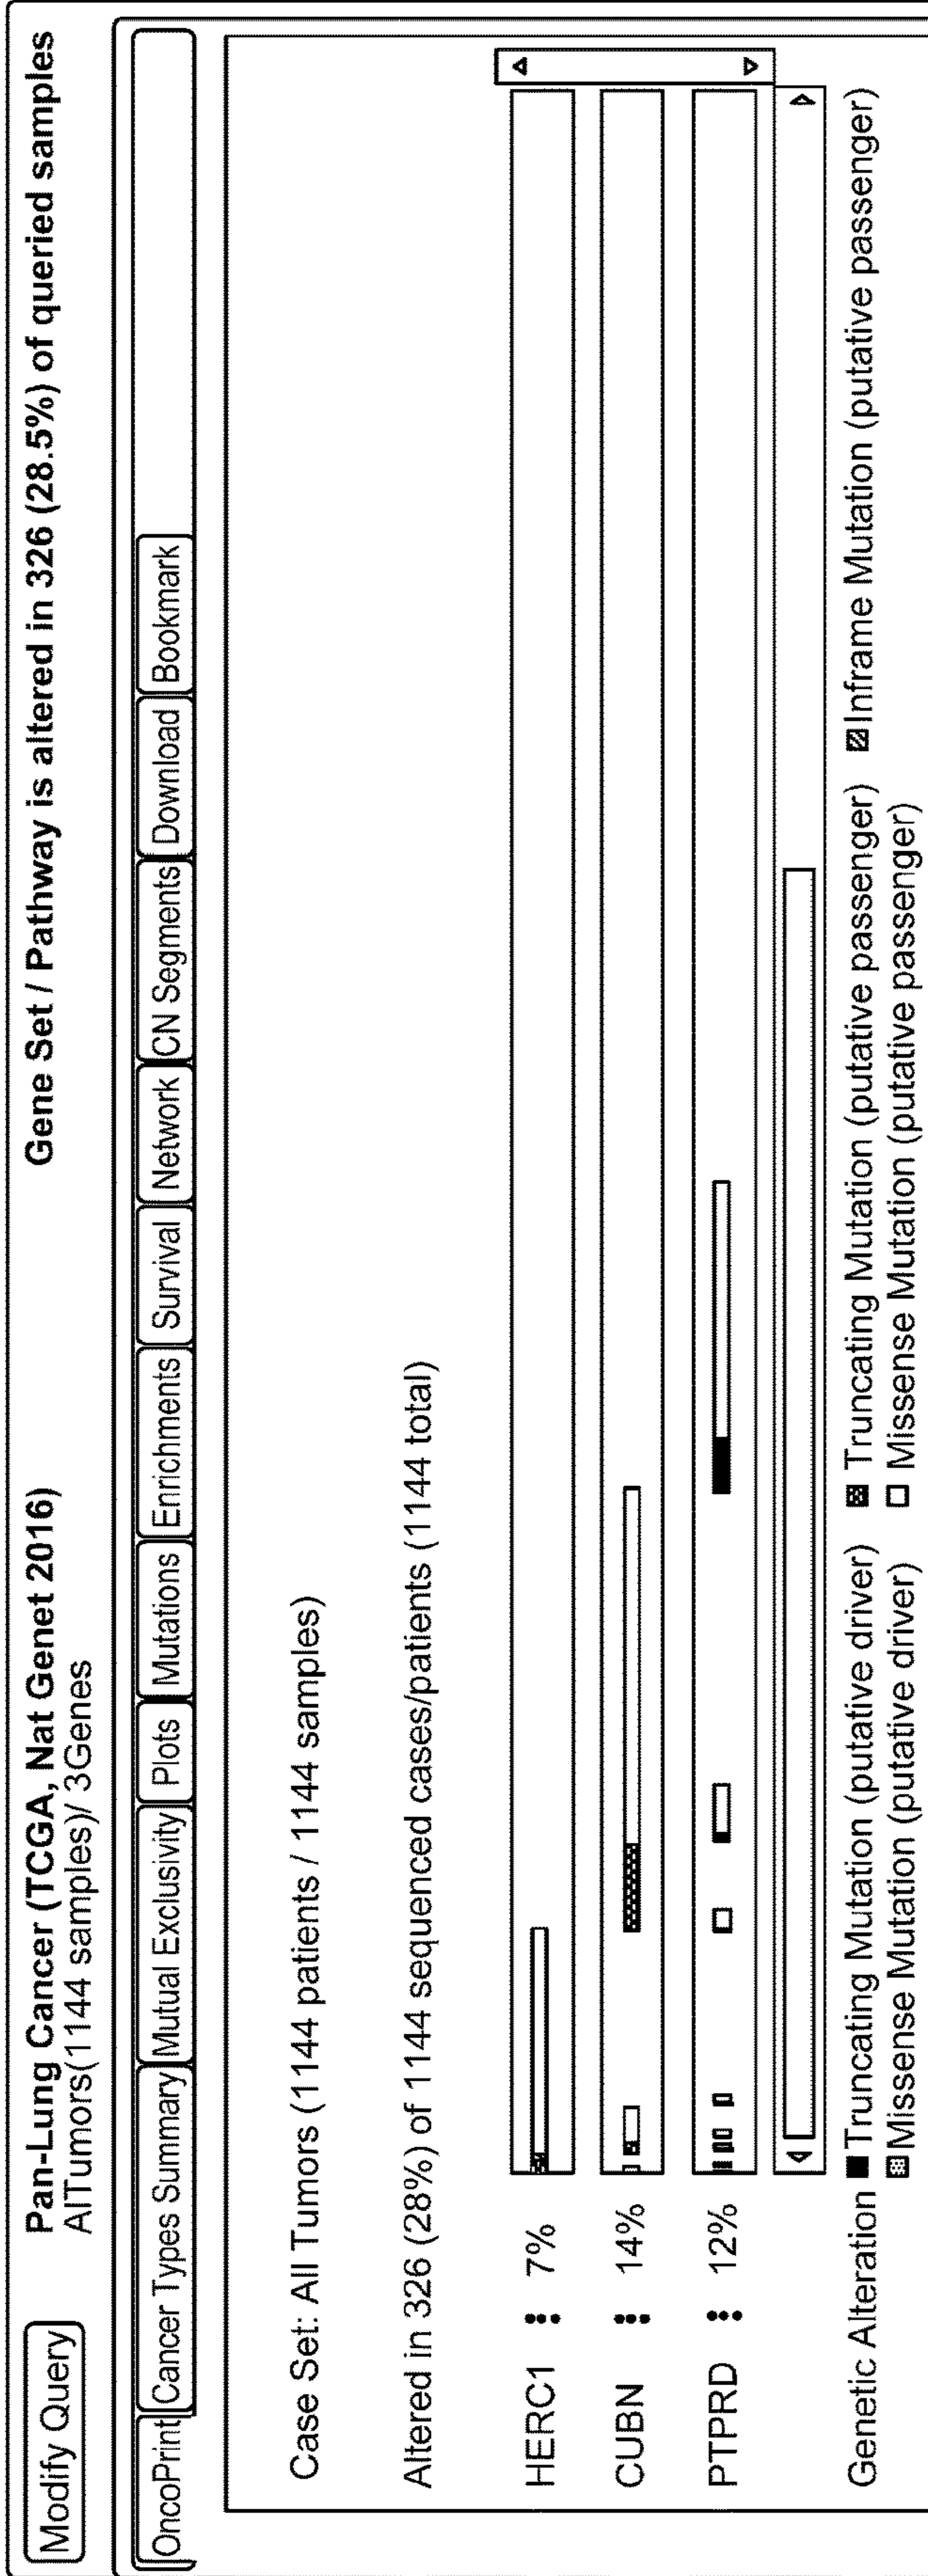 Modify Query
Pan-Lung Cancer (TCGA, Nat Genet 2016)
AlTumors(1144 samples)/ 3Genes
Gene Set / Pathway is altered in 326 (28.5%) of queried samples
OncoPrint Cancer Types Summary Mutual Exclusivity Plots Mutations Enrichments Survival Network CN Segments Download Bookmark
Case Set: All Tumors (1144 patients / 1144 samples)
Altered in 326 (28%) of 1144 sequenced cases/patients (1144 total)
HERC1 7%
CUBN 14%
PTPRD 12%
Genetic Alteration Truncating Mutation (putative driver) Truncating Mutation (putative passenger) Inframe Mutation (putative passenger)
Missense Mutation (putative driver) Missense Mutation (putative passenger)